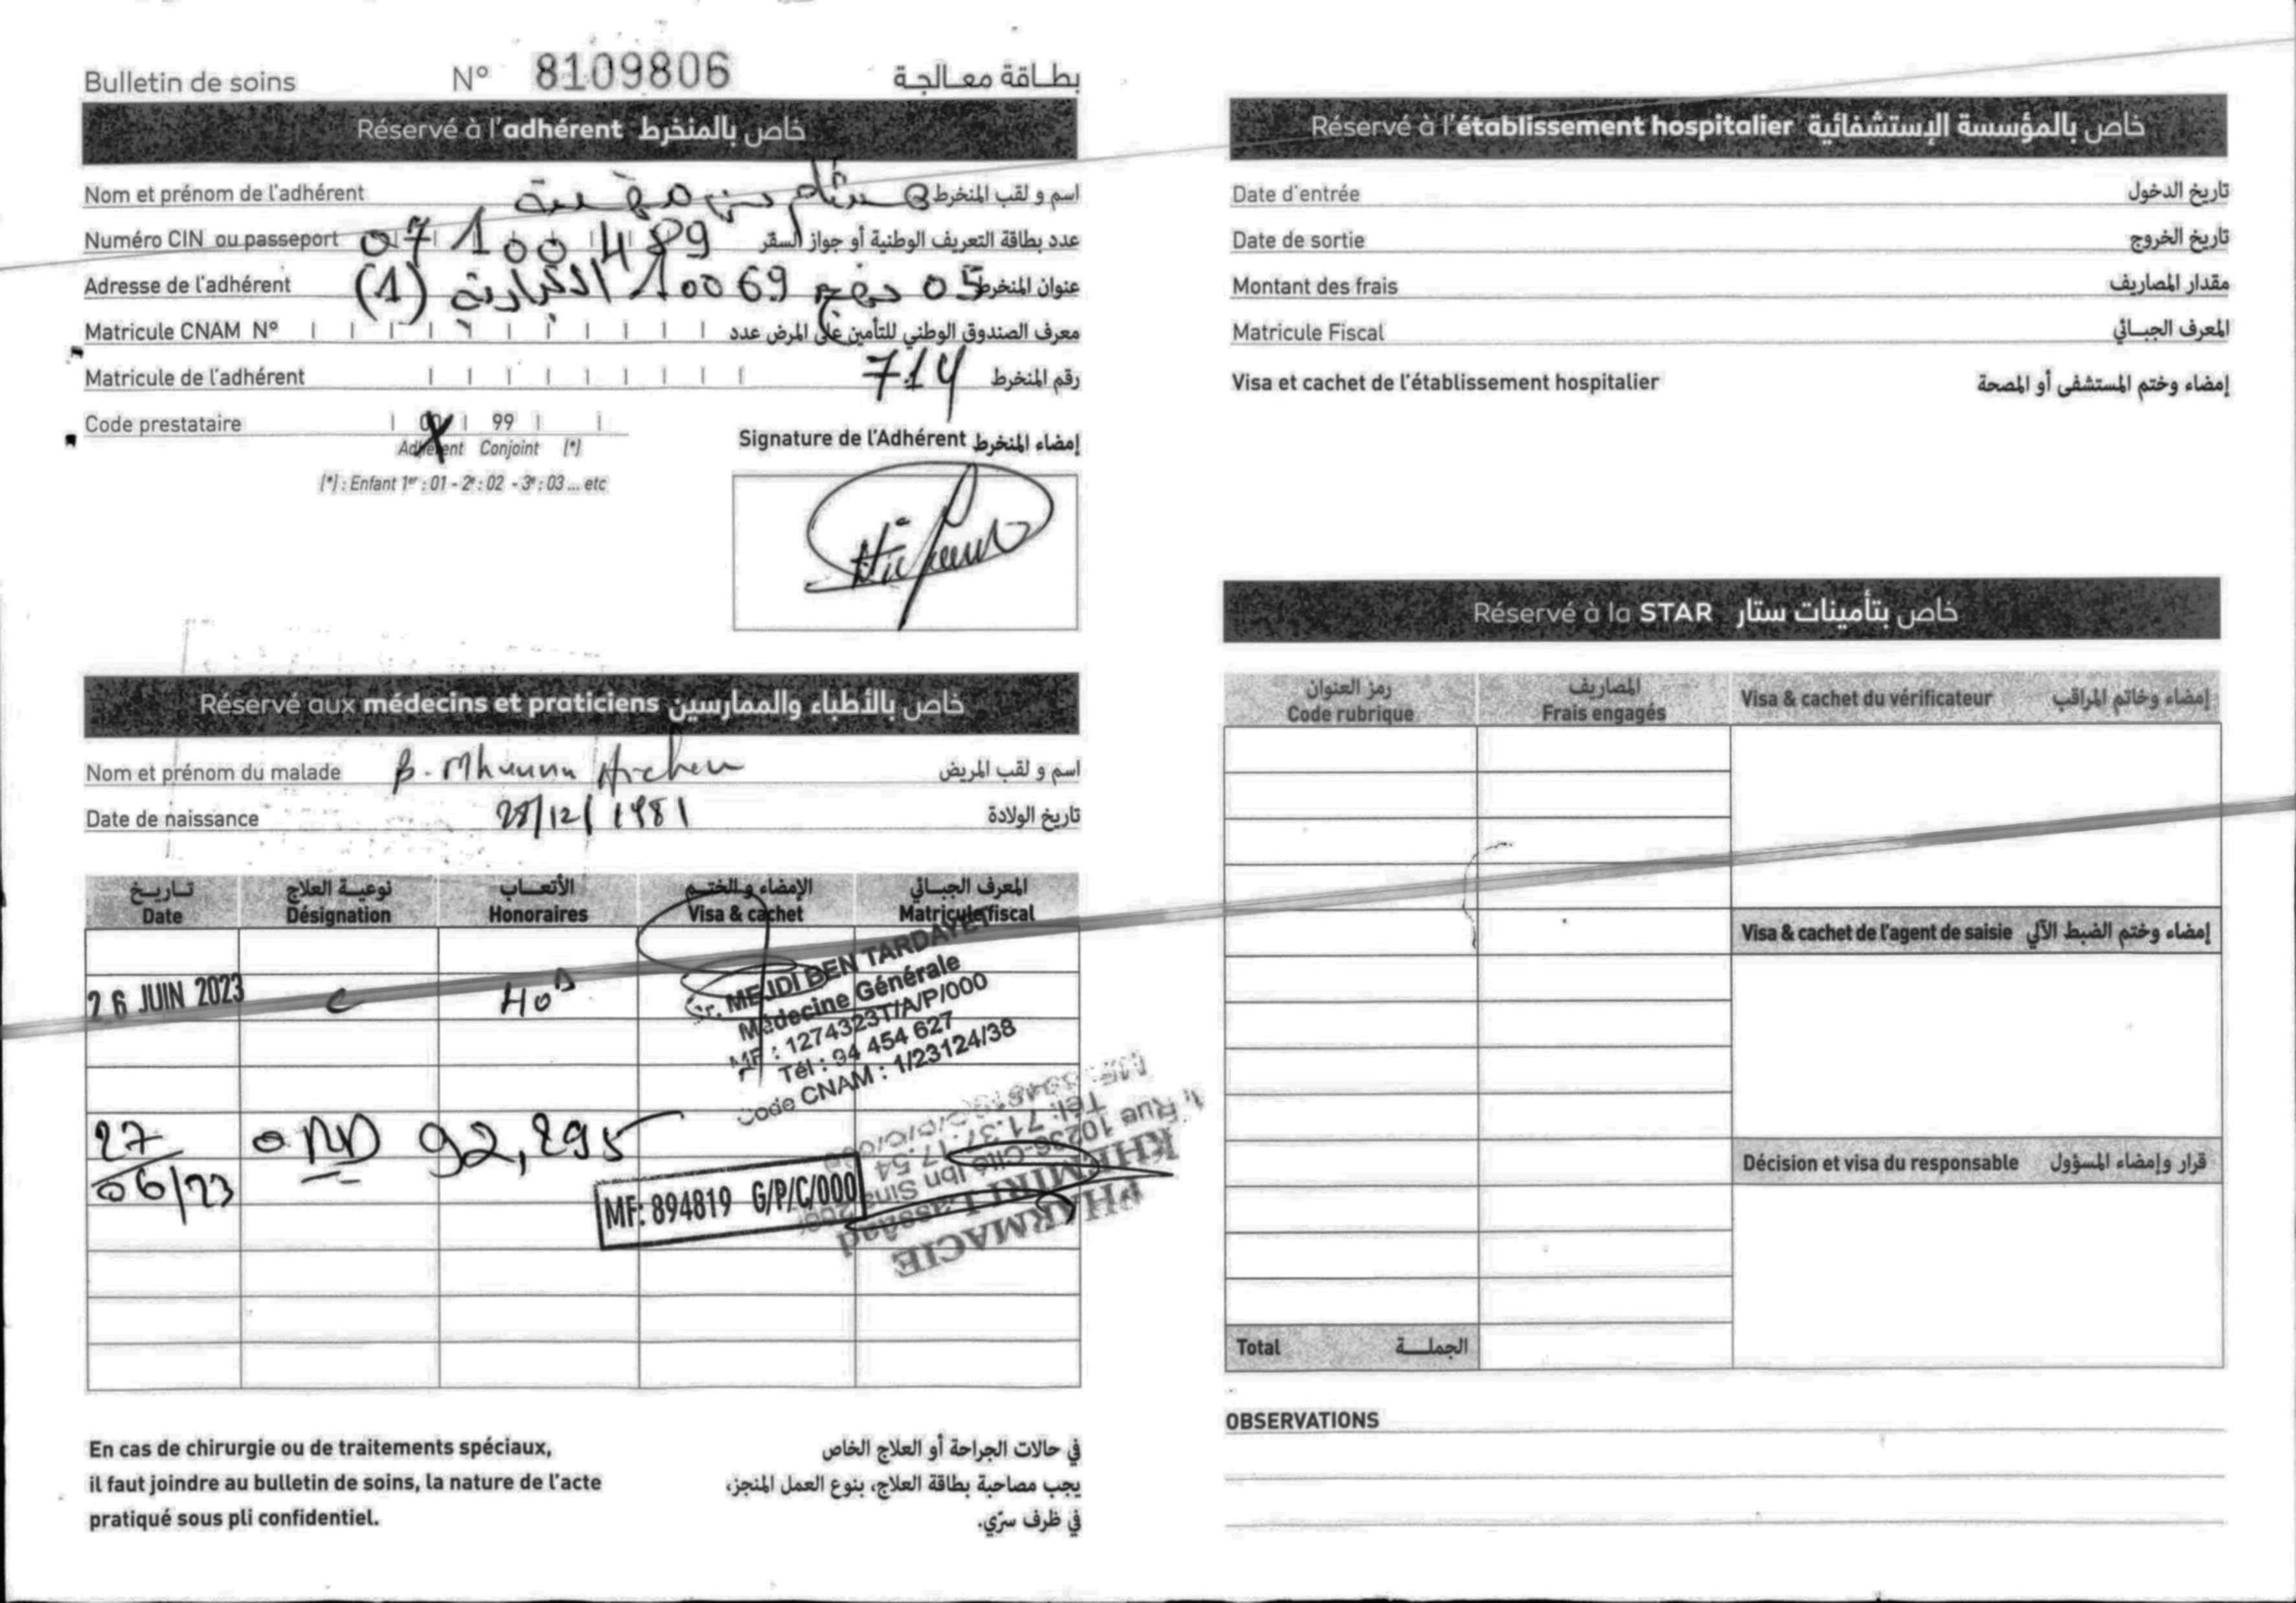 Bulletin de soins N° 8109806 بطاقة معالجة
Réservé à l'adhérent خاص بالمنخرط
Nom et prénom de l'adhérent هشام بن مهنية اسم و لقب المنخرط
Numéro CIN ou passeport 07100489 عدد بطاقة التعريف الوطنية أو جواز السفر
Adresse de l'adhérent 05 نهج 10069 (1) عنوان المنخرط
Matricule CNAM N° معرف الصندوق الوطني للتأمين على المرض عدد
Matricule de l'adhérent 714 رقم المنخرط
Code prestataire 00 99
Adhérent Conjoint (*)
(*) : Enfant 1er : 01 - 2e : 02 - 3e : 03 ... etc
Signature de l'Adhérent إمضاء المنخرط
Réservé aux médecins et praticiens خاص بالأطباء والممارسين
Nom et prénom du malade B. اسم و لقب المريض
Date de naissance 28/12/1981 تاريخ الولادة
تاريخ نوعية العلاج الأتعاب الإمضاء والختم المعرف الجبائي
Date Désignation Honoraires Visa & cachet Matricule fiscal
26 JUIN 2023 C 40D
Dr. MEJDI BEN TARDAYET
Médecine Générale
MF : 1274323T/A/P/000
Tél : 94 454 627
Code CNAM : 1/23124/38
27/06/23 ORD 92,295
MF: 894819 G/P/C/000
PHARMACIE
KHEMIRI Lassaad
Rue 10236-Cité Ibn Sina
Tél: 71.37.17.54
En cas de chirurgie ou de traitements spéciaux,
il faut joindre au bulletin de soins, la nature de l'acte
pratiqué sous pli confidentiel.
في حالات الجراحة أو العلاج الخاص
يجب مصاحبة بطاقة العلاج، بنوع العمل المنجز،
في ظرف سرّي.
Réservé à l'établissement hospitalier خاص بالمؤسسة الإستشفائية
Date d'entrée تاريخ الدخول
Date de sortie تاريخ الخروج
Montant des frais مقدار المصاريف
Matricule Fiscal المعرف الجبائي
Visa et cachet de l'établissement hospitalier إمضاء وختم المستشفى أو المصحة
Réservé à la STAR خاص بتأمينات ستار
رمز العنوان المصاريف
Code rubrique Frais engagés Visa & cachet du vérificateur إمضاء وخاتم المراقب
Visa & cachet de l'agent de saisie إمضاء وختم الضبط الآلي
Décision et visa du responsable قرار وإمضاء المسؤول
Total الجملة
OBSERVATIONS